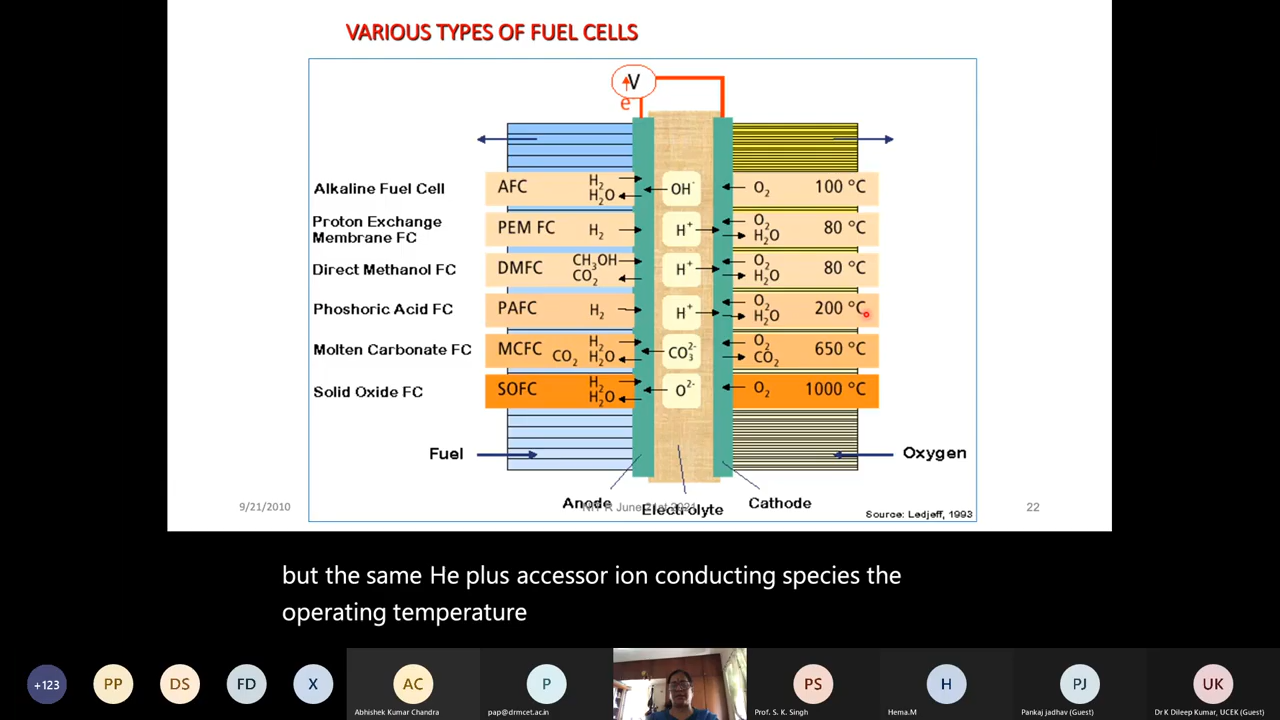 VARIOUS TYPES OF FUEL CELLS
V
e
Alkaline Fuel Cell AFC H₂ H₂O OH⁻ O₂ 100 °C
Proton Exchange
Membrane FC PEM FC H₂ H⁺ O₂ H₂O 80 °C
Direct Methanol FC DMFC CH₃OH CO₂ H⁺ O₂ H₂O 80 °C
Phoshoric Acid FC PAFC H₂ H⁺ O₂ H₂O 200 °C
Molten Carbonate FC MCFC CO₂ H₂ H₂O CO₃²⁻ O₂ CO₂ 650 °C
Solid Oxide FC SOFC H₂ H₂O O²⁻ O₂ 1000 °C
Fuel Oxygen
Anode Electrolyte Cathode
9/21/2010 June 21st 2021 22
Source: Ledjeff, 1993
but the same He plus accessor ion conducting species the
operating temperature
+123 PP DS FD X AC P PS H PJ UK
Abhishek Kumar Chandra pap@drmcet.ac.in Prof. S. K. Singh Hema.M Pankaj jadhav (Guest) Dr K Dileep Kumar, UCEK (Guest)